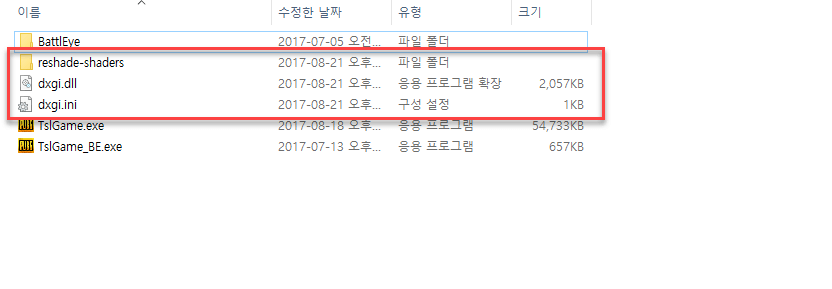 이름 수정한 날짜 유형 크기
BattlEye 2017-07-05 오전... 파일 폴더
reshade-shaders 2017-08-21 오후... 파일 폴더
dxgi.dll 2017-08-21 오후... 응용 프로그램 확장 2,057KB
dxgi.ini 2017-08-21 오후... 구성 설정 1KB
TslGame.exe 2017-08-18 오후... 응용 프로그램 54,733KB
TslGame_BE.exe 2017-07-13 오후... 응용 프로그램 657KB